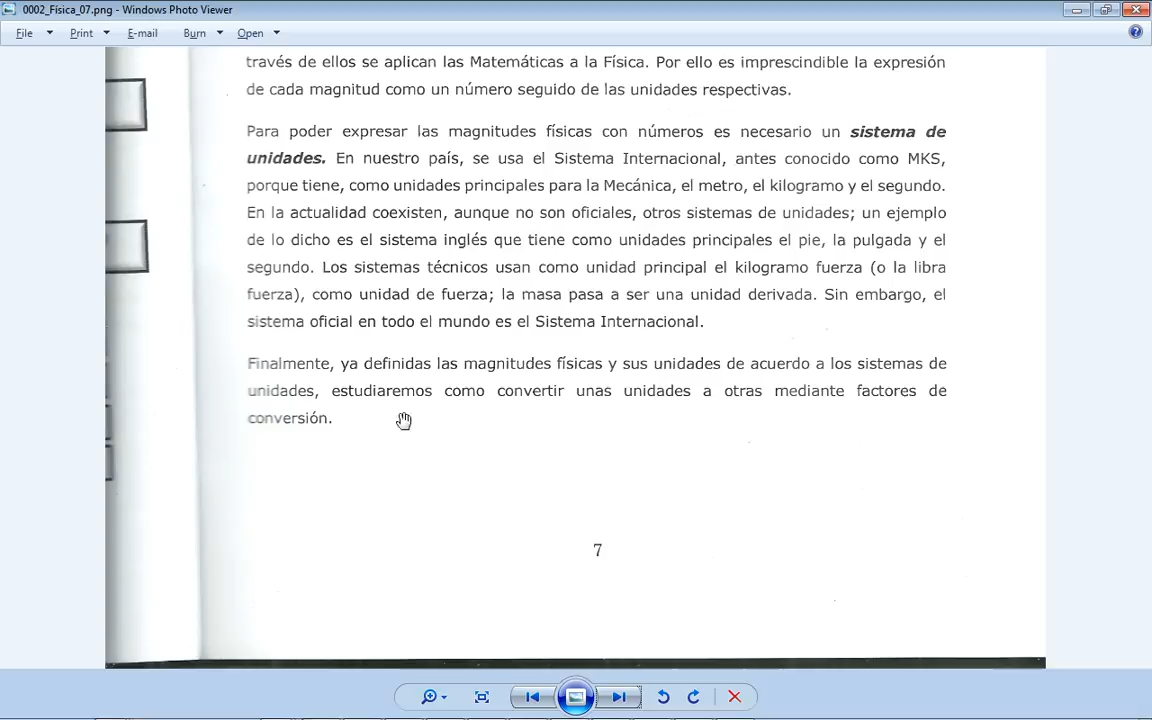 0002_Fisica_07.png - Windows Photo Viewer
File Print E-mail Burn Open
través de ellos se aplican las Matemáticas a la Física. Por ello es imprescindible la expresión
de cada magnitud como un número seguido de las unidades respectivas.
Para poder expresar las magnitudes físicas con números es necesario un sistema de
unidades. En nuestro país, se usa el Sistema Internacional, antes conocido como MKS,
porque tiene, como unidades principales para la Mecánica, el metro, el kilogramo y el segundo.
En la actualidad coexisten, aunque no son oficiales, otros sistemas de unidades; un ejemplo
de lo dicho es el sistema inglés que tiene como unidades principales el pie, la pulgada y el
segundo. Los sistemas técnicos usan como unidad principal el kilogramo fuerza (o la libra
fuerza), como unidad de fuerza; la masa pasa a ser una unidad derivada. Sin embargo, el
sistema oficial en todo el mundo es el Sistema Internacional.
Finalmente, ya definidas las magnitudes físicas y sus unidades de acuerdo a los sistemas de
unidades, estudiaremos como convertir unas unidades a otras mediante factores de
conversión.
7